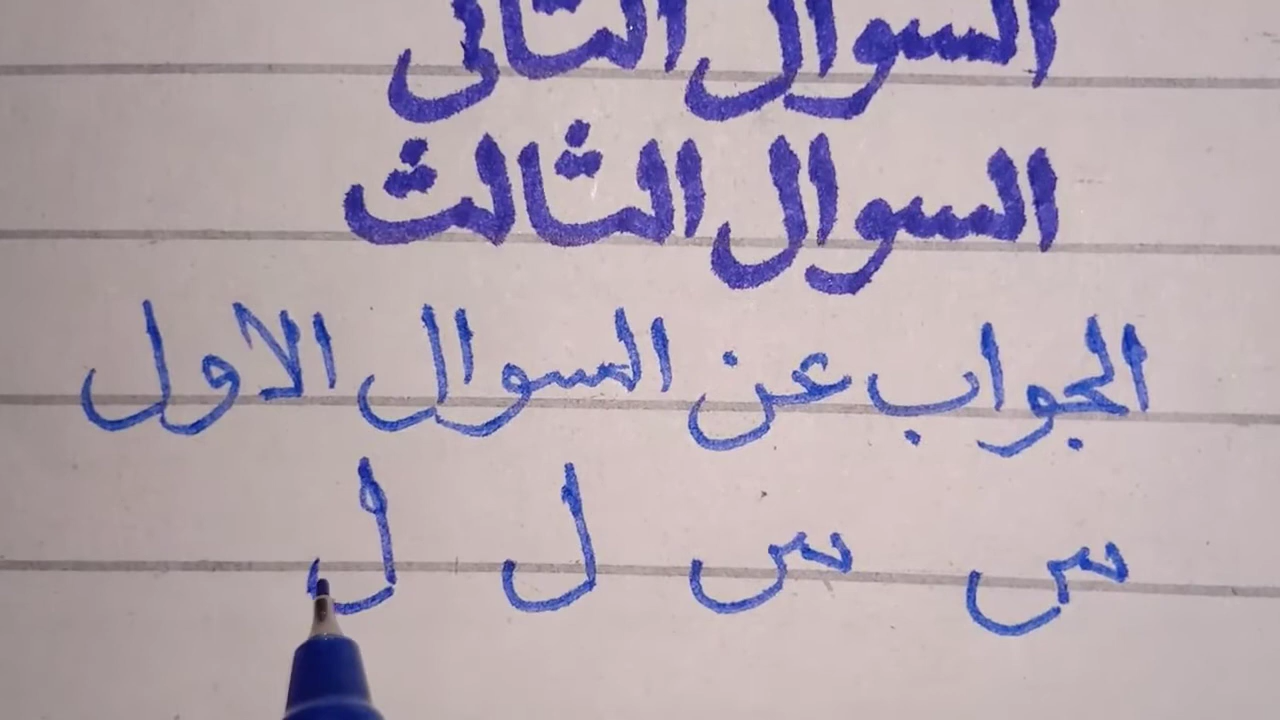 السوال الثانى
السوال الثالث
الجواب عن السوال الاول
س س ل ل